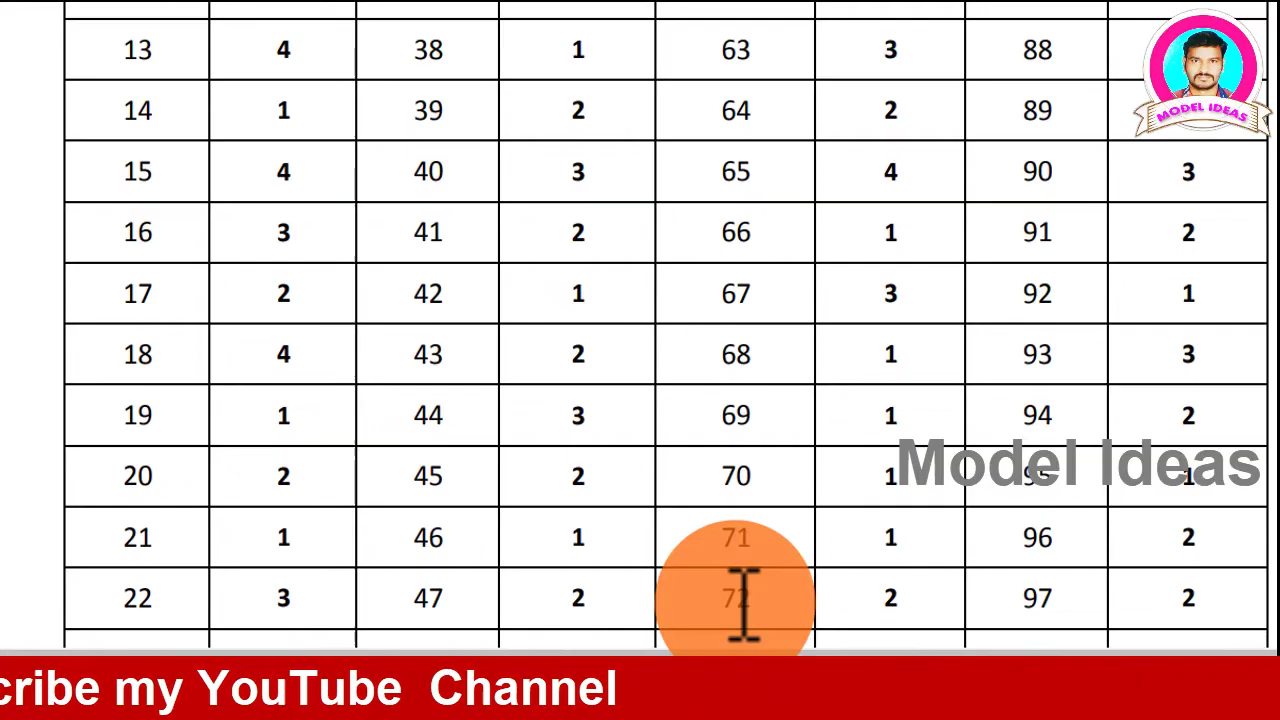 13 4 38 1 63 3 88
14 1 39 2 64 2 89
MODEL IDEAS
15 4 40 3 65 4 90 3
16 3 41 2 66 1 91 2
17 2 42 1 67 3 92 1
18 4 43 2 68 1 93 3
19 1 44 3 69 1 94 2
Model Ideas
20 2 45 2 70 1 95 1
21 1 46 1 71 1 96 2
22 3 47 2 72 2 97 2
cribe my YouTube Channel